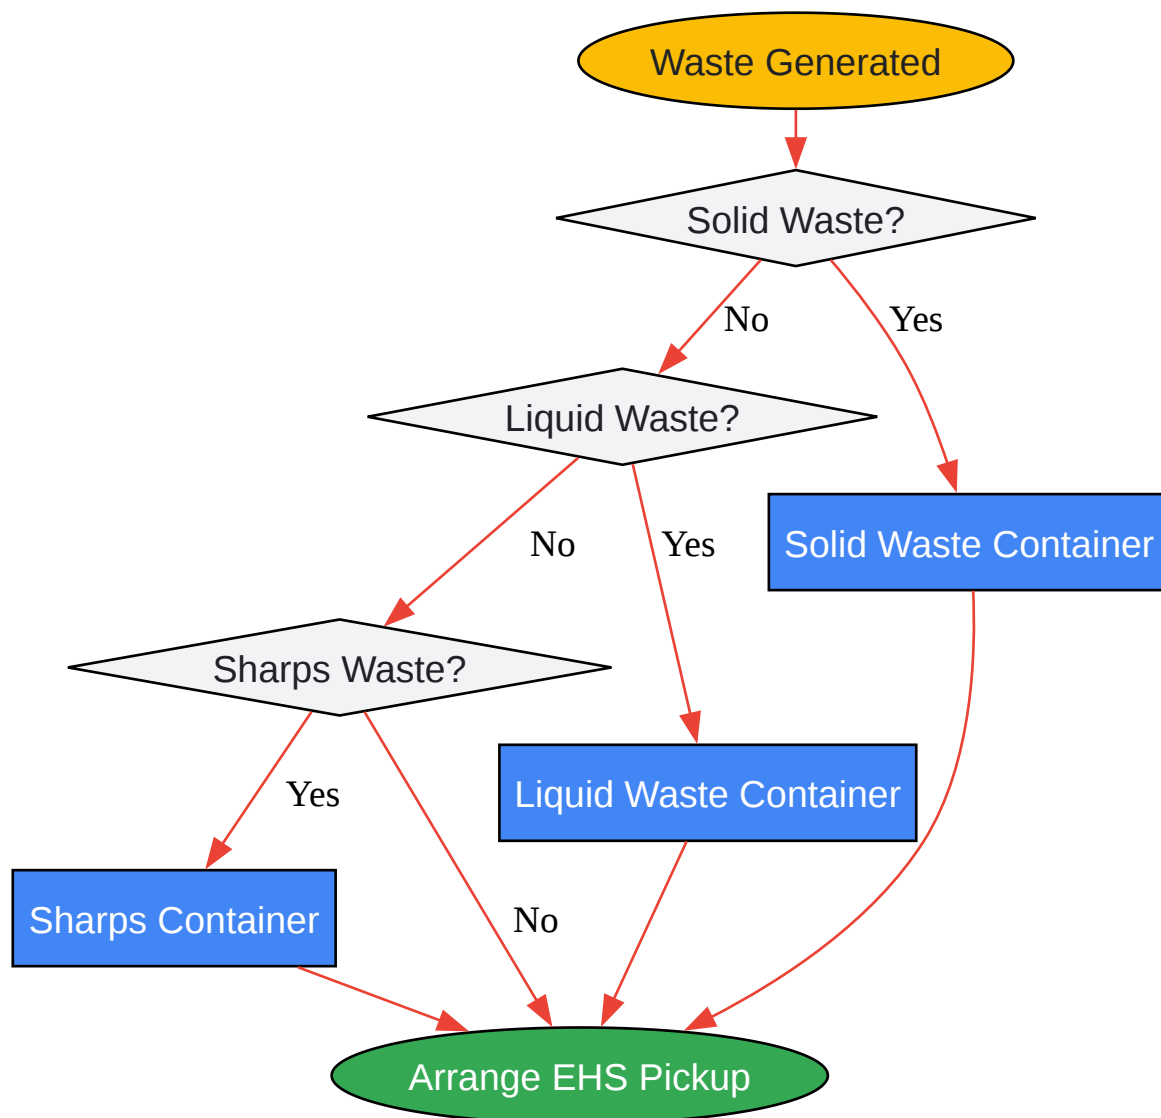 Waste Generated
Solid Waste?
No
Yes
Liquid Waste?
No
Yes
Solid Waste Container
Sharps Waste?
Yes
Liquid Waste Container
Sharps Container
No
Arrange EHS Pickup